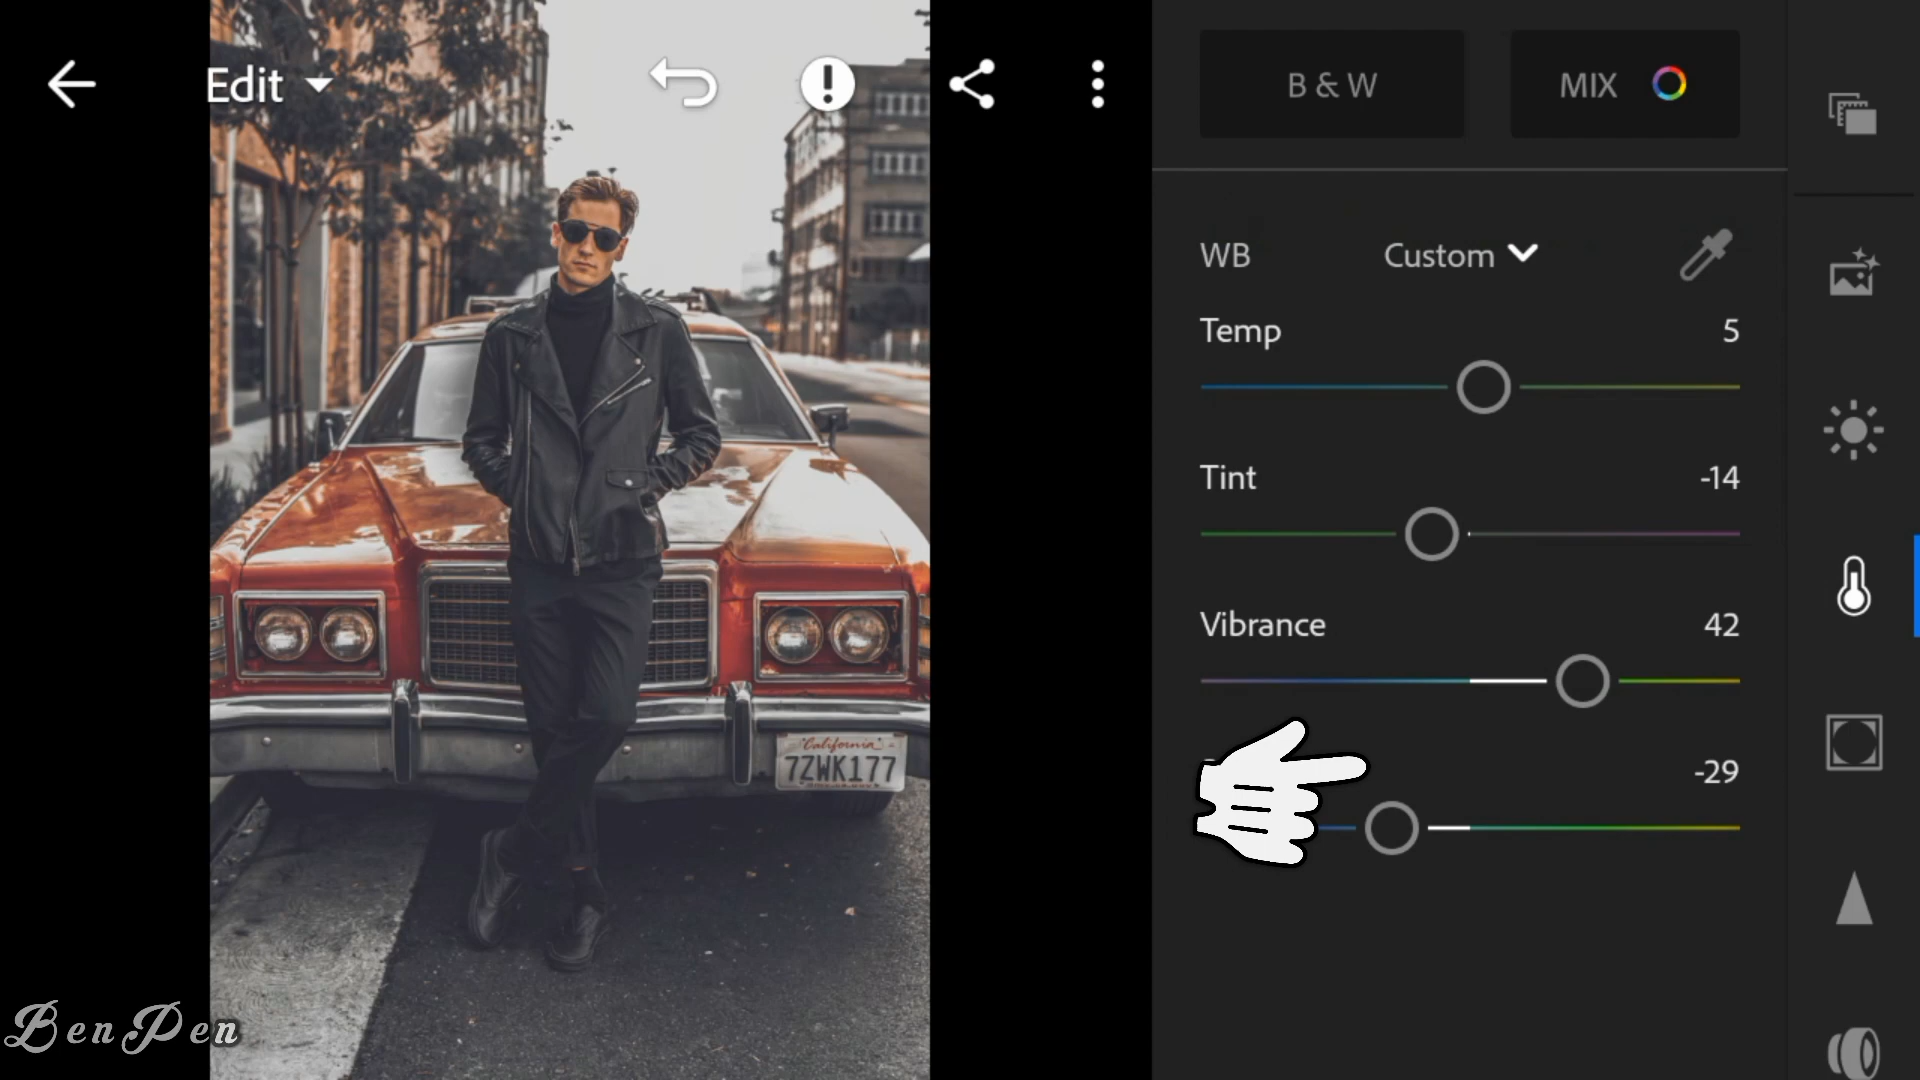 Edit
B & W
MIX
WB
Custom
Temp
5
Tint
-14
Vibrance
42
-29
California
7ZWK177
BenPen